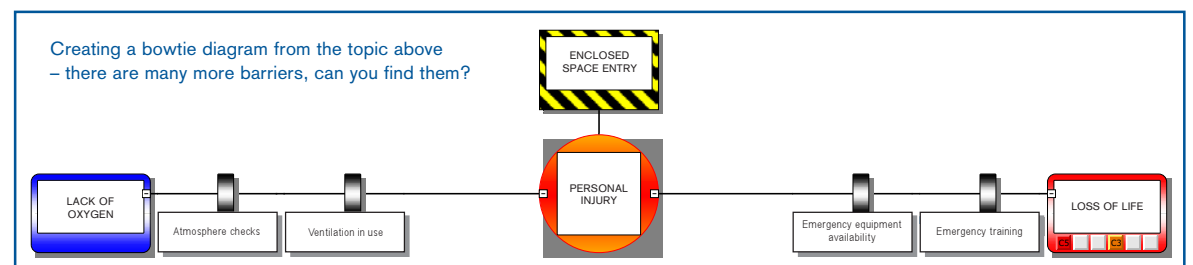 Creating a bowtie diagram from the topic above
– there are many more barriers, can you find them?
ENCLOSED
SPACE ENTRY
LACK OF
OXYGEN
Atmosphere checks
Ventilation in use
PERSONAL
INJURY
Emergency equipment
availability
Emergency training
LOSS OF LIFE
C5
C3